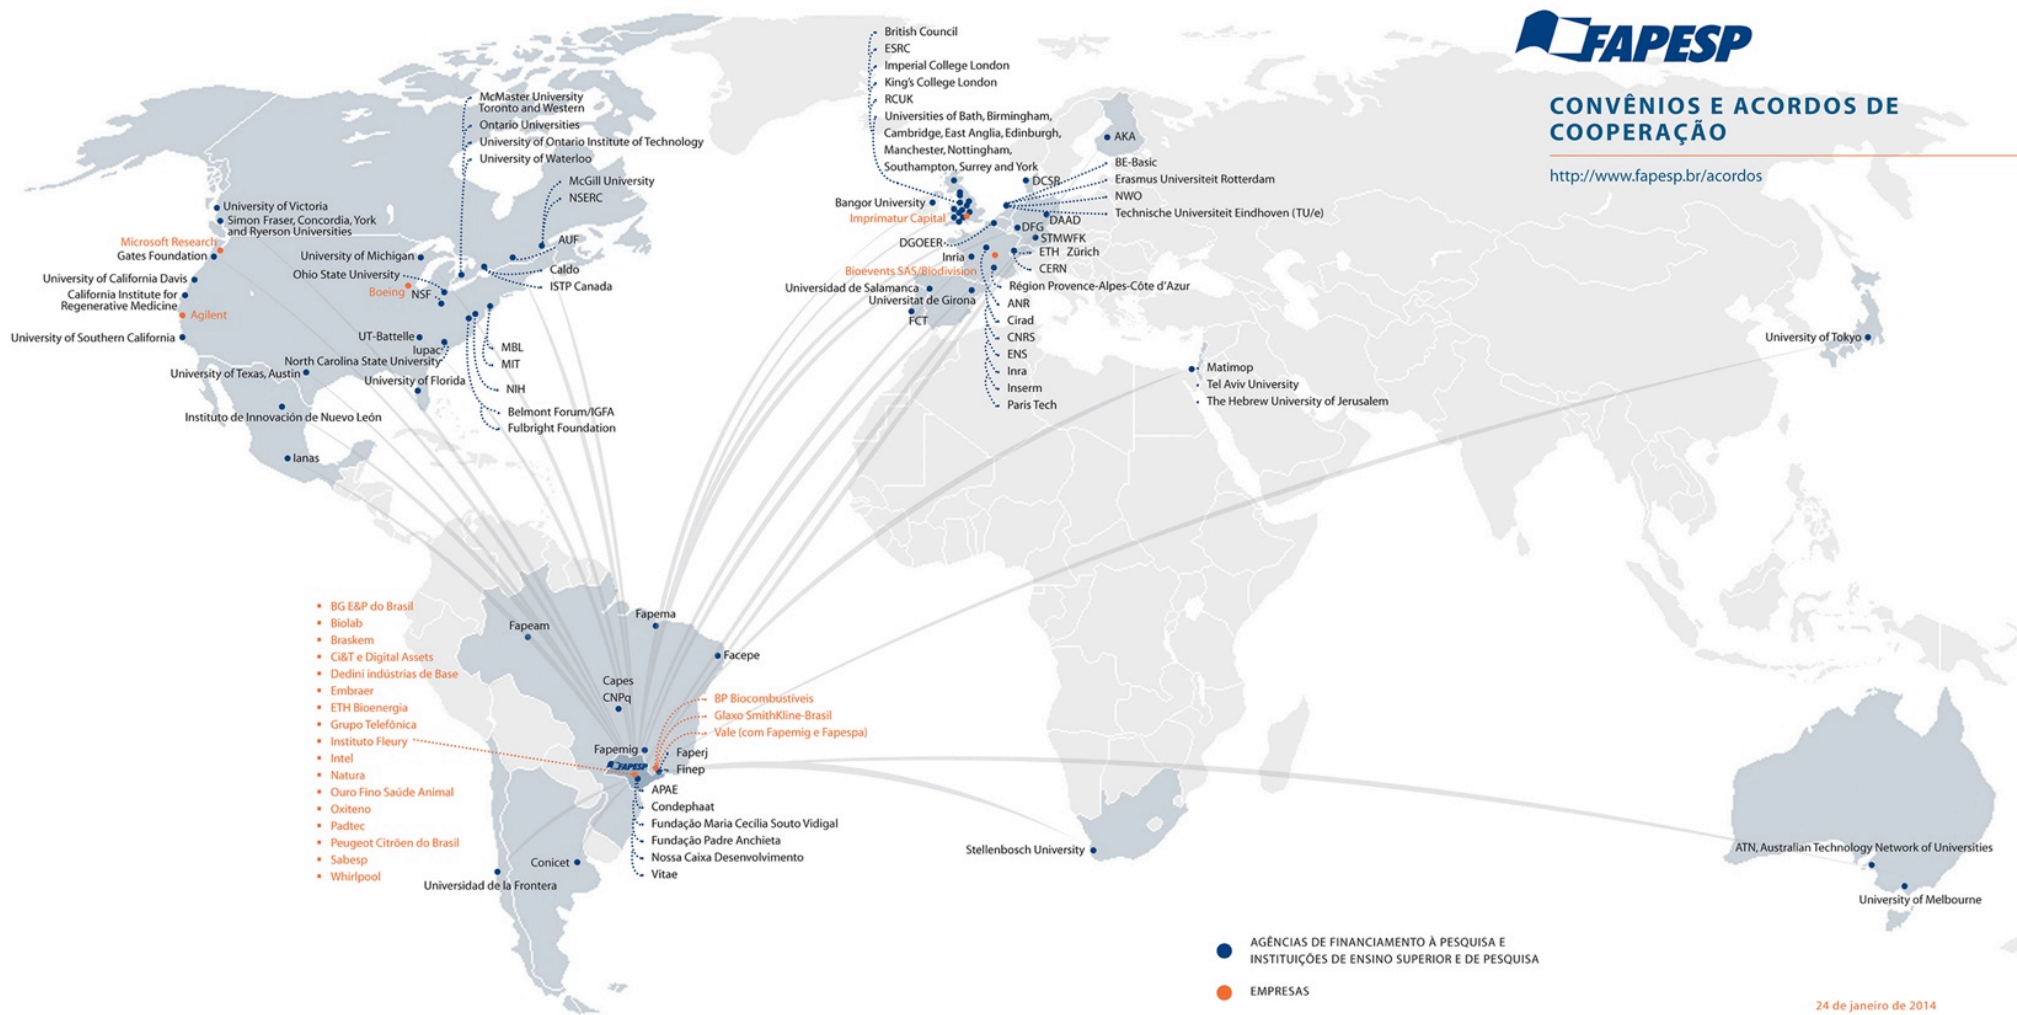 FAPESP
CONVÊNIOS E ACORDOS DE
COOPERAÇÃO
http://www.fapesp.br/acordos
McMaster University
Toronto and Western
Ontario Universities
University of Ontario Institute of Technology
University of Waterloo
McGill University
NSERC
AUF
Caldo
ISTP Canada
University of Victoria
Simon Fraser, Concordia, York
and Ryerson Universities
Microsoft Research
Gates Foundation
University of Michigan
Ohio State University
Boeing
NSF
University of California Davis
California Institute for
Regenerative Medicine
Agilent
University of Southern California
UT-Battelle
Iupac
North Carolina State University
University of Texas, Austin
University of Florida
MBL
MIT
NIH
Belmont Forum/IGFA
Fulbright Foundation
Instituto de Innovación de Nuevo León
Ianas
British Council
ESRC
Imperial College London
King's College London
RCUK
Universities of Bath, Birmingham,
Cambridge, East Anglia, Edinburgh,
Manchester, Nottingham,
Southampton, Surrey and York
Bangor University
Imprimatur Capital
DCSR
AKA
BE-Basic
Erasmus Universiteit Rotterdam
NWO
Technische Universiteit Eindhoven (TU/e)
DAAD
DFG
STMWFK
DGOEER
Inria
ETH Zürich
CERN
Bioevents SAS/Biodivision
Universidad de Salamanca
Universitat de Girona
FCT
Région Provence-Alpes-Côte d'Azur
ANR
Cirad
CNRS
ENS
Inra
Inserm
Paris Tech
Matimop
Tel Aviv University
The Hebrew University of Jerusalem
University of Tokyo
BG E&P do Brasil
Biolab
Braskem
Ci&T e Digital Assets
Dedini indústrias de Base
Embraer
ETH Bioenergia
Grupo Telefônica
Instituto Fleury
Intel
Natura
Ouro Fino Saúde Animal
Oxiteno
Padtec
Peugeot Citröen do Brasil
Sabesp
Whirlpool
Fapeam
Fapema
Facepe
Capes
CNPq
BP Biocombustíveis
Glaxo SmithKline-Brasil
Vale (com Fapemig e Fapespa)
Fapemig
FAPESP
Faperj
Finep
APAE
Condephaat
Fundação Maria Cecília Souto Vidigal
Fundação Padre Anchieta
Nossa Caixa Desenvolvimento
Vitae
Conicet
Universidad de la Frontera
Stellenbosch University
ATN, Australian Technology Network of Universities
University of Melbourne
AGÊNCIAS DE FINANCIAMENTO À PESQUISA E
INSTITUIÇÕES DE ENSINO SUPERIOR E DE PESQUISA
EMPRESAS
24 de janeiro de 2014